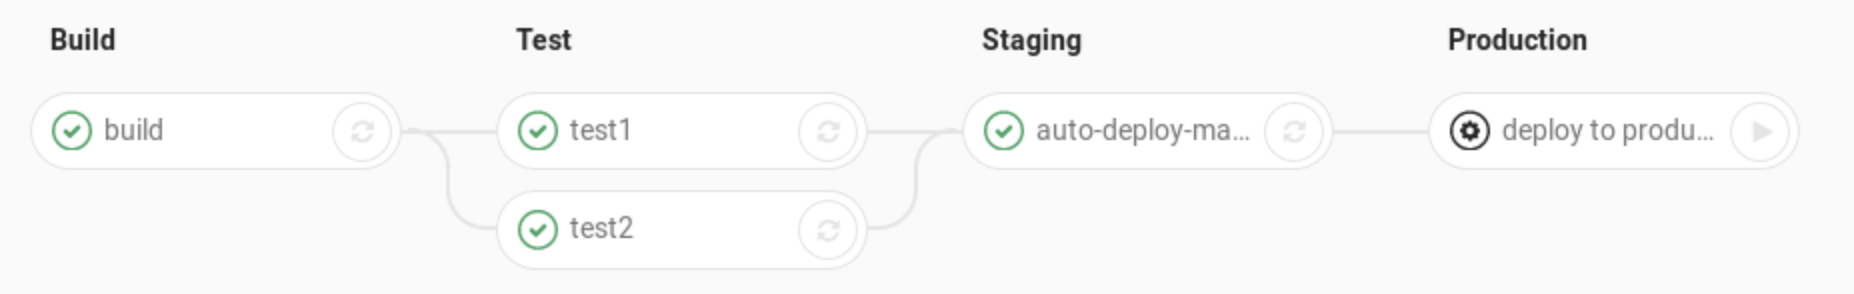 Build
Test
Staging
Production
build
test1
auto-deploy-ma...
deploy to produ...
test2